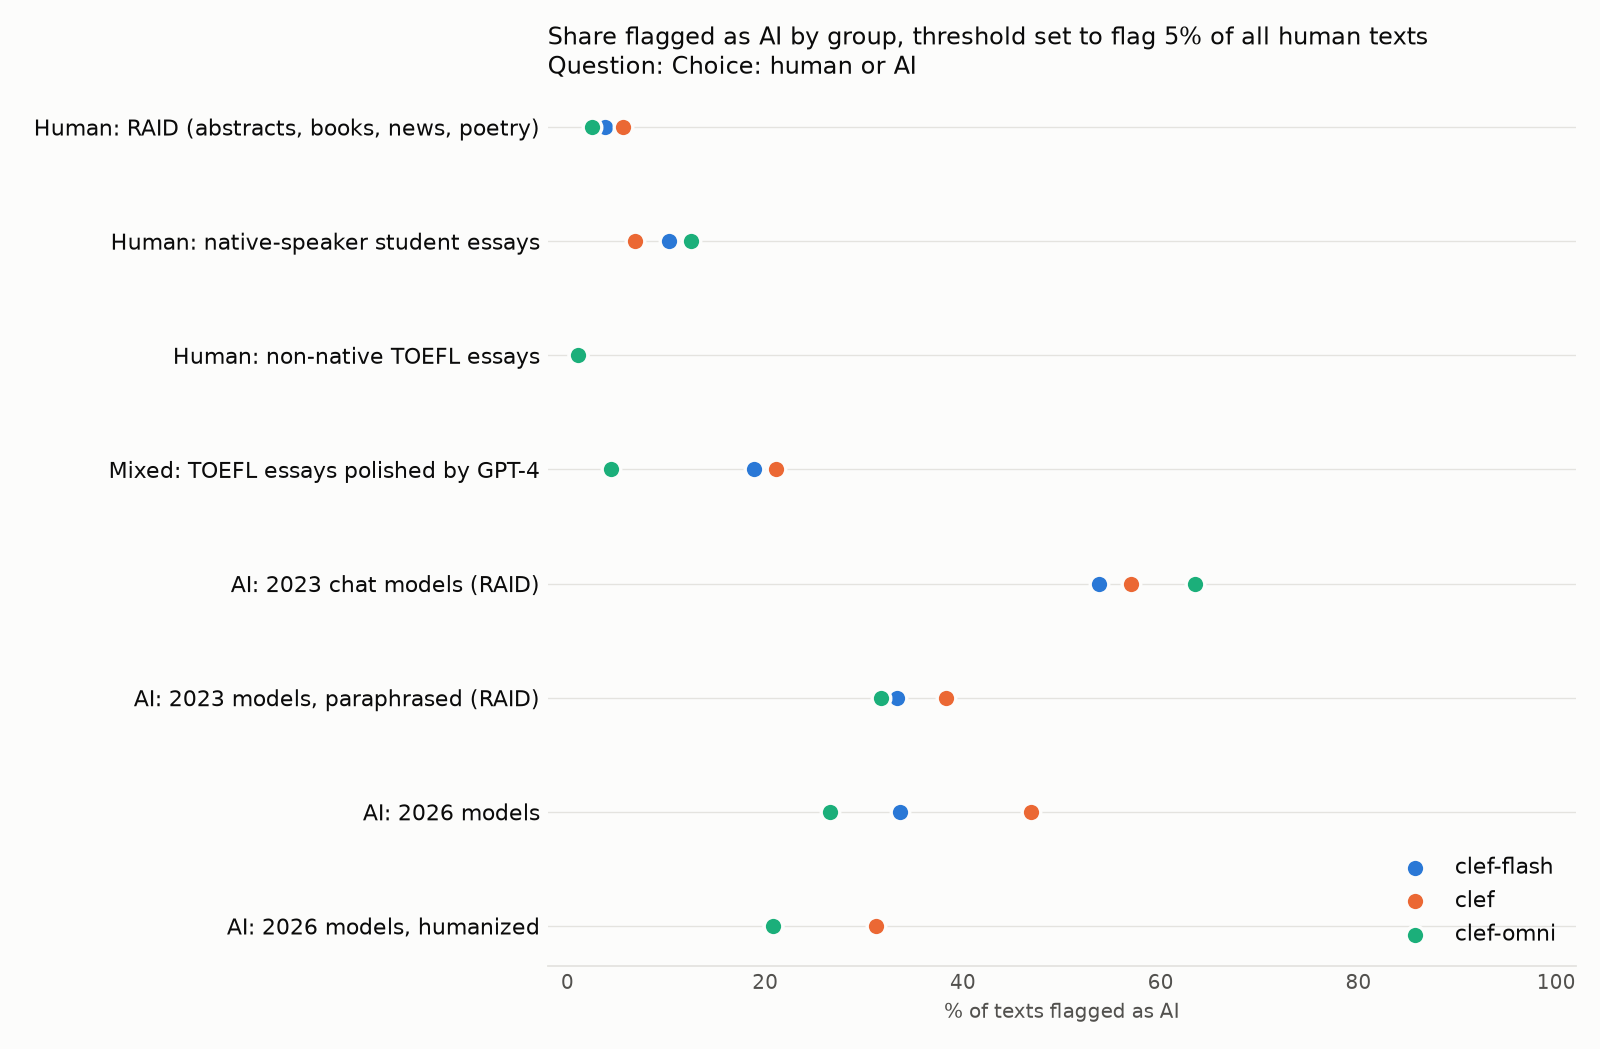 Share flagged as AI by group, threshold set to flag 5% of all human texts
Question: Choice: human or AI
Human: RAID (abstracts, books, news, poetry)
Human: native-speaker student essays
Human: non-native TOEFL essays
Mixed: TOEFL essays polished by GPT-4
AI: 2023 chat models (RAID)
AI: 2023 models, paraphrased (RAID)
AI: 2026 models
AI: 2026 models, humanized
clef-flash
clef
clef-omni
0 20 40 60 80 100
% of texts flagged as AI